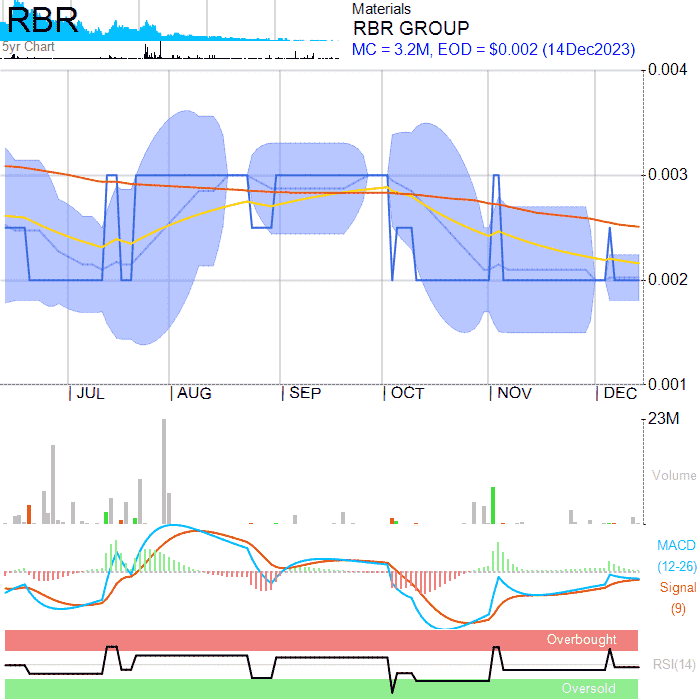 RBR
5yr Chart
Materials
RBR GROUP
MC = 3.2M, EOD = $0.002 (14Dec2023)
0.004
0.003
0.002
0.001
JUL
AUG
SEP
OCT
NOV
DEC
23M
Volume
MACD
(12-26)
Signal
(9)
Overbought
RSI(14)
Oversold